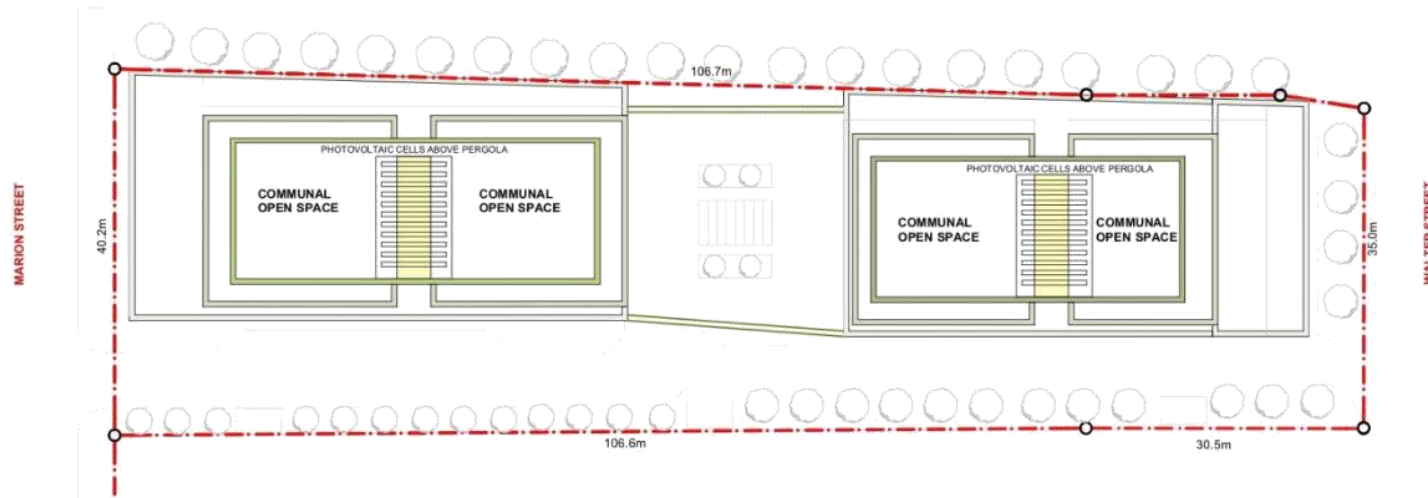 106.7m
PHOTOVOLTAIC CELLS ABOVE PERGOLA
COMMUNAL
OPEN SPACE
COMMUNAL
OPEN SPACE
PHOTOVOLTAIC CELLS ABOVE PERGOLA
COMMUNAL
OPEN SPACE
COMMUNAL
OPEN SPACE
MARION STREET
40.2m
35.0m
WALTER STREET
106.6m
30.5m